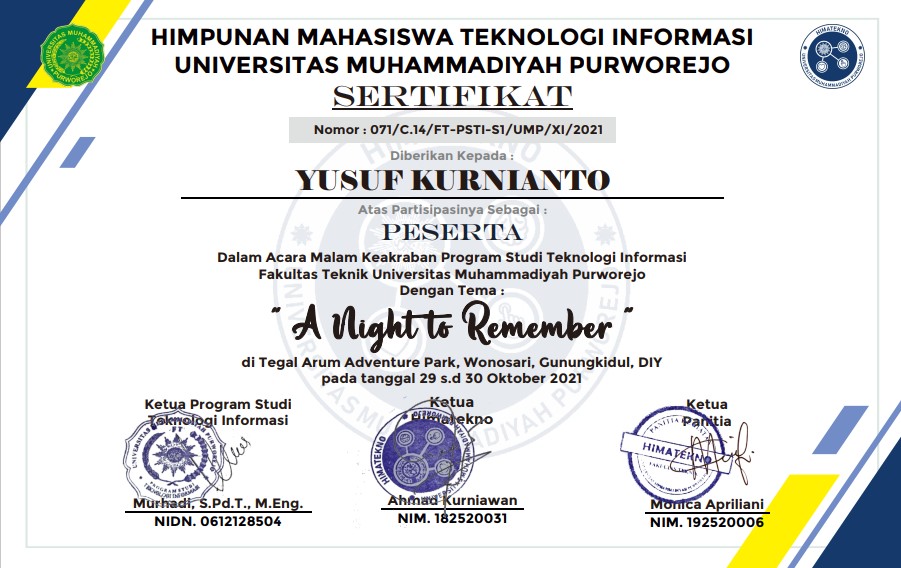 HIMPUNAN MAHASISWA TEKNOLOGI INFORMASI
UNIVERSITAS MUHAMMADIYAH PURWOREJO
SERTIFIKAT
Nomor : 071/C.14/FT-PSTI-S1/UMP/XI/2021
Diberikan Kepada :
YUSUF KURNIANTO
Atas Partisipasinya Sebagai :
PESERTA
Dalam Acara Malam Keakraban Program Studi Teknologi Informasi
Fakultas Teknik Universitas Muhammadiyah Purworejo
Dengan Tema :
" A Night to Remember "
di Tegal Arum Adventure Park, Wonosari, Gunungkidul, DIY
pada tanggal 29 s.d 30 Oktober 2021
Ketua Program Studi
Teknologi Informasi
Murhadi, S.Pd.T., M.Eng.
NIDN. 0612128504
Ketua
Himatekno
HIMATEKNO
Ahmad Kurniawan
NIM. 182520031
Ketua
Panitia
HIMATEKNO
Monica Apriliani
NIM. 192520006